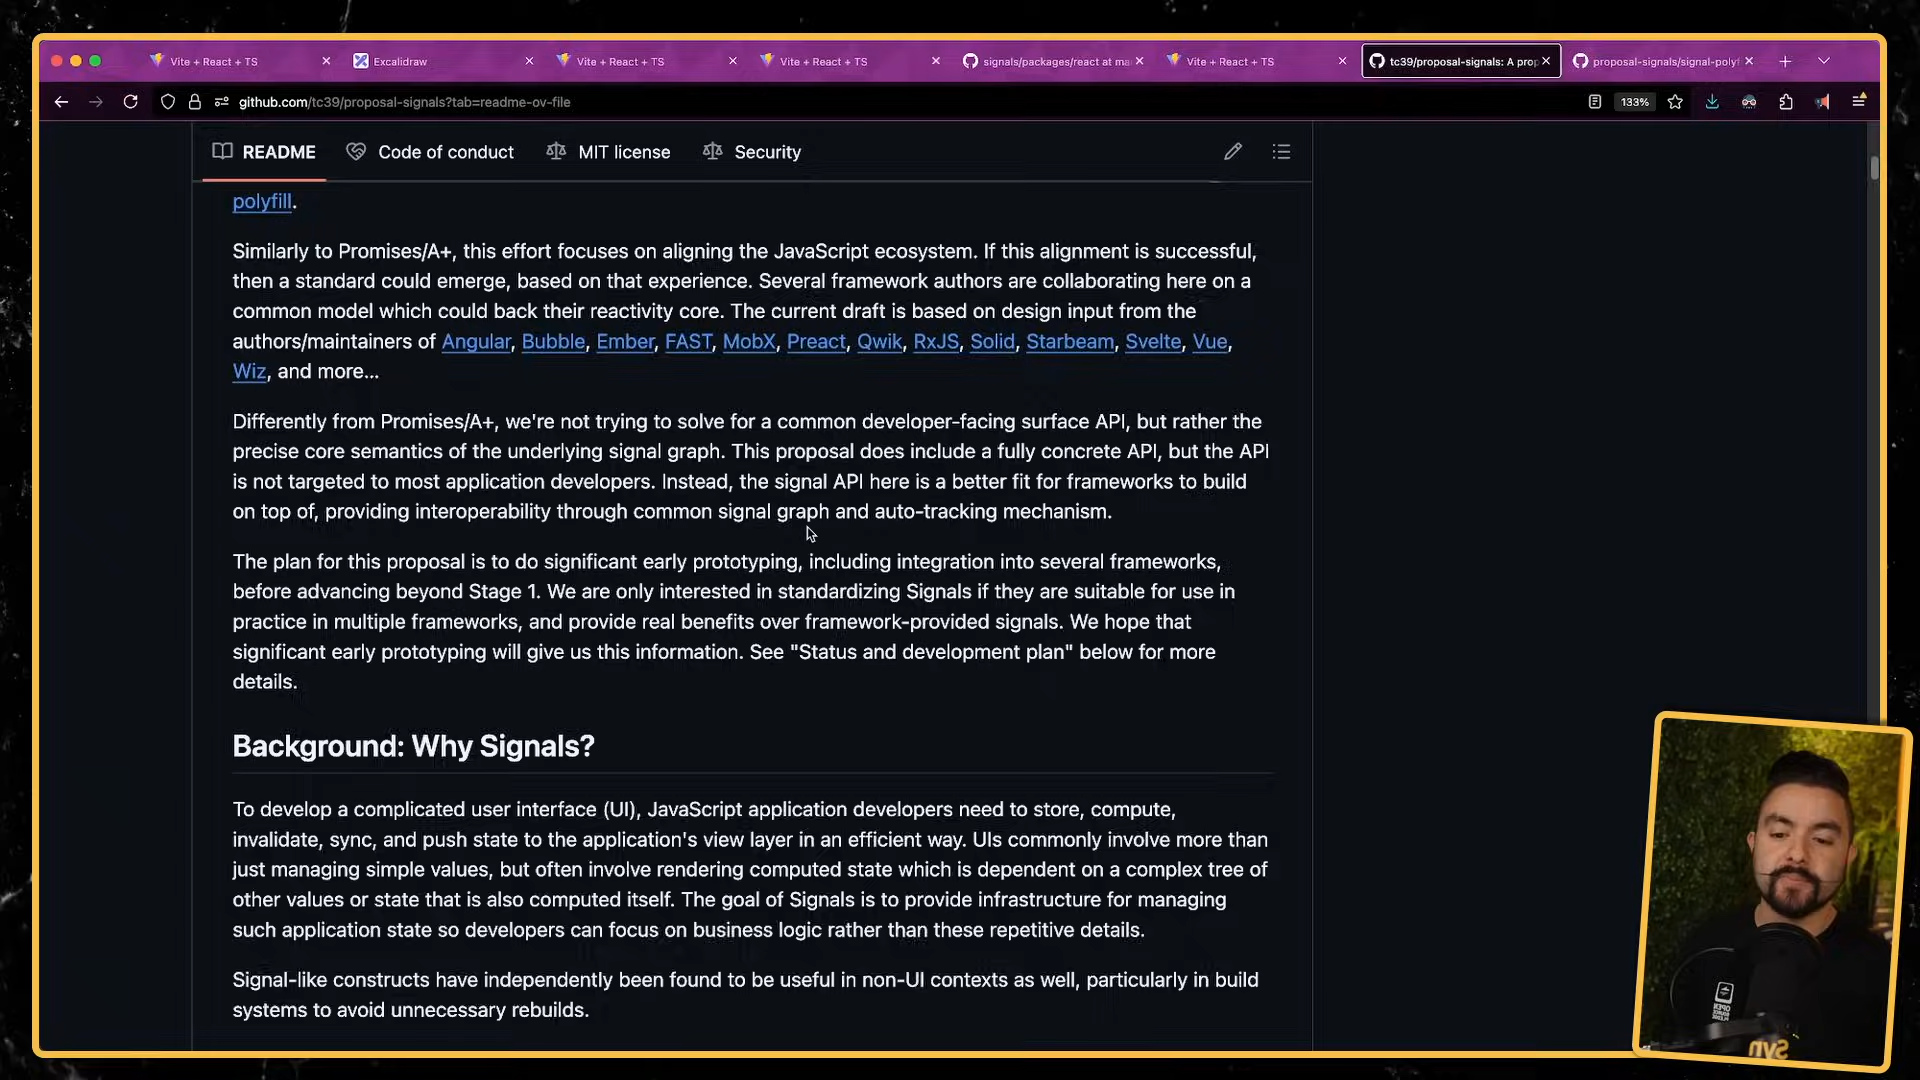 Vite + React + TS
Excalidraw
Vite + React + TS
Vite + React + TS
signals/packages/react at ma
Vite + React + TS
tc39/proposal-signals: A prop
proposal-signals/signal-polyf
github.com/tc39/proposal-signals?tab=readme-ov-file
133%
README
Code of conduct
MIT license
Security
polyfill.
Similarly to Promises/A+, this effort focuses on aligning the JavaScript ecosystem. If this alignment is successful,
then a standard could emerge, based on that experience. Several framework authors are collaborating here on a
common model which could back their reactivity core. The current draft is based on design input from the
authors/maintainers of Angular, Bubble, Ember, FAST, MobX, Preact, Qwik, RxJS, Solid, Starbeam, Svelte, Vue,
Wiz, and more…
Differently from Promises/A+, we're not trying to solve for a common developer-facing surface API, but rather the
precise core semantics of the underlying signal graph. This proposal does include a fully concrete API, but the API
is not targeted to most application developers. Instead, the signal API here is a better fit for frameworks to build
on top of, providing interoperability through common signal graph and auto-tracking mechanism.
The plan for this proposal is to do significant early prototyping, including integration into several frameworks,
before advancing beyond Stage 1. We are only interested in standardizing Signals if they are suitable for use in
practice in multiple frameworks, and provide real benefits over framework-provided signals. We hope that
significant early prototyping will give us this information. See "Status and development plan" below for more
details.
Background: Why Signals?
To develop a complicated user interface (UI), JavaScript application developers need to store, compute,
invalidate, sync, and push state to the application's view layer in an efficient way. UIs commonly involve more than
just managing simple values, but often involve rendering computed state which is dependent on a complex tree of
other values or state that is also computed itself. The goal of Signals is to provide infrastructure for managing
such application state so developers can focus on business logic rather than these repetitive details.
Signal-like constructs have independently been found to be useful in non-UI contexts as well, particularly in build
systems to avoid unnecessary rebuilds.